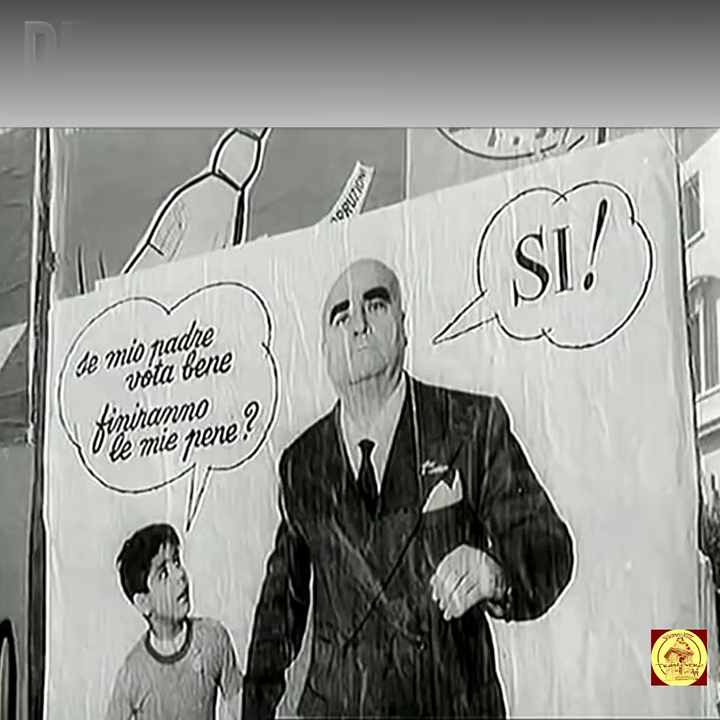 se mio padre
vota bene
finiranno
le mie pene?
SI!